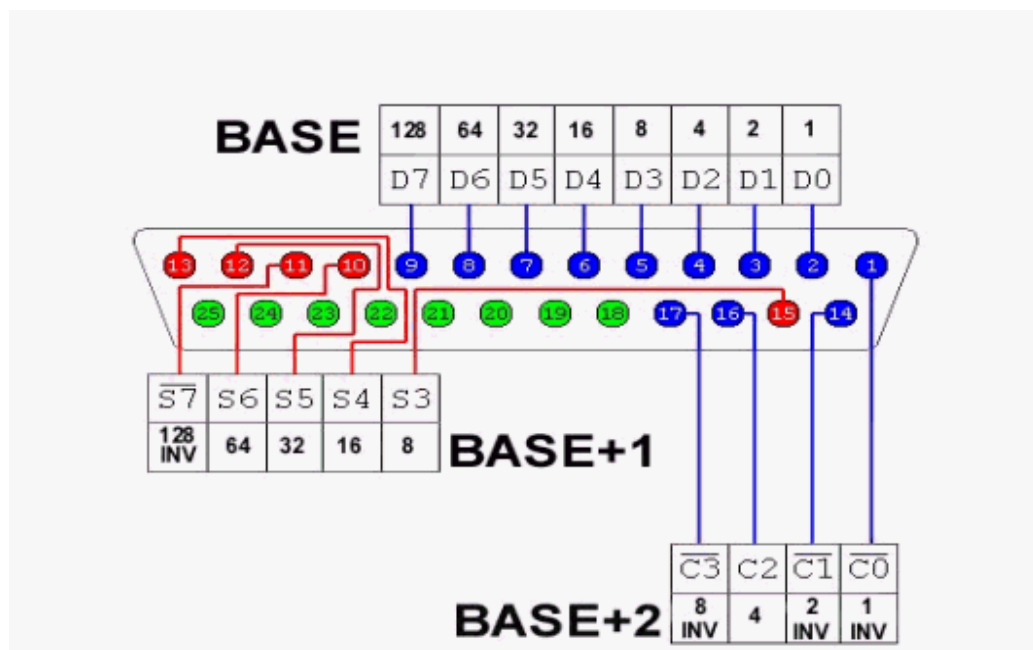 BASE 128 64 32 16 8 4 2 1
D7 D6 D5 D4 D3 D2 D1 D0
13 12 11 10 9 8 7 6 5 4 3 2 1
25 24 23 22 21 20 19 18 17 16 15 14
S7 S6 S5 S4 S3
128 INV 64 32 16 8 BASE+1
C3 C2 C1 C0
BASE+2 8 INV 4 2 INV 1 INV